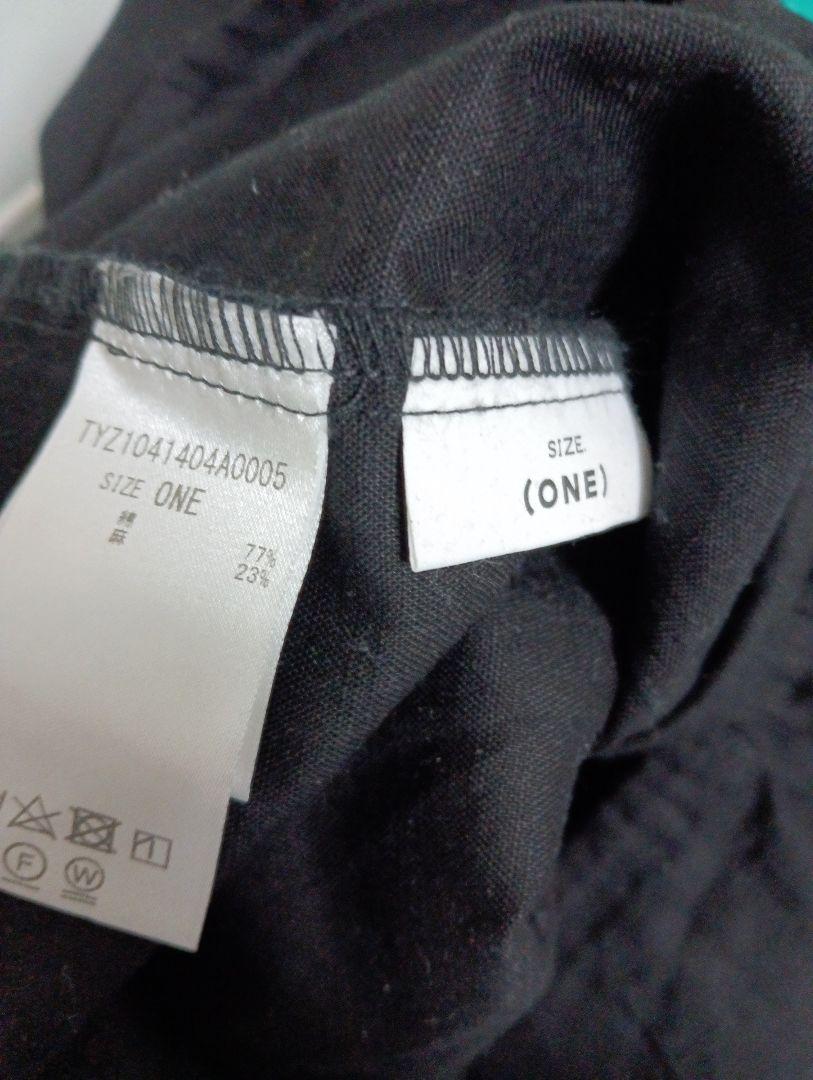 TYZ1041404A0005
SIZE ONE
綿 77%
麻 23%
F
W
SIZE.
(ONE)